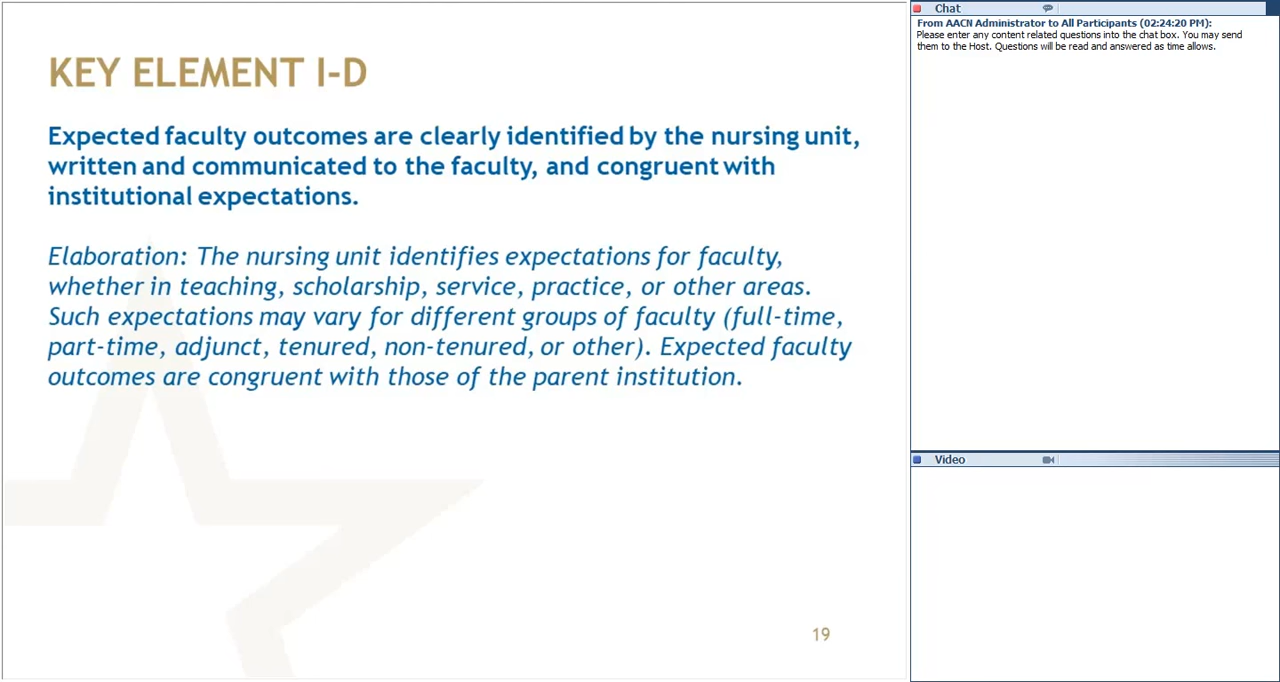 KEY ELEMENT I-D
Expected faculty outcomes are clearly identified by the nursing unit,
written and communicated to the faculty, and congruent with
institutional expectations.
Elaboration: The nursing unit identifies expectations for faculty,
whether in teaching, scholarship, service, practice, or other areas.
Such expectations may vary for different groups of faculty (full-time,
part-time, adjunct, tenured, non-tenured, or other). Expected faculty
outcomes are congruent with those of the parent institution.
19
Chat
From AACN Administrator to All Participants (02:24:20 PM):
Please enter any content related questions into the chat box. You may send
them to the Host. Questions will be read and answered as time allows.
Video